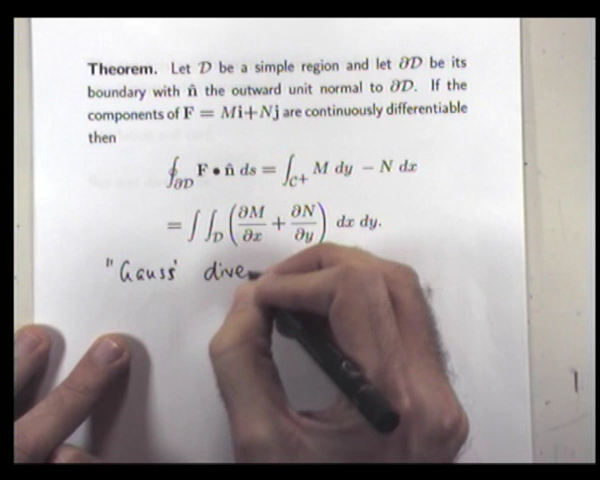 Theorem. Let D be a simple region and let ∂D be its
boundary with n̂ the outward unit normal to ∂D. If the
components of F = Mi+Nj are continuously differentiable
then
∮∂D F • n̂ ds = ∫C+ M dy − N dx
= ∫∫D (∂M/∂x + ∂N/∂y) dx dy.
"Gauss' dive